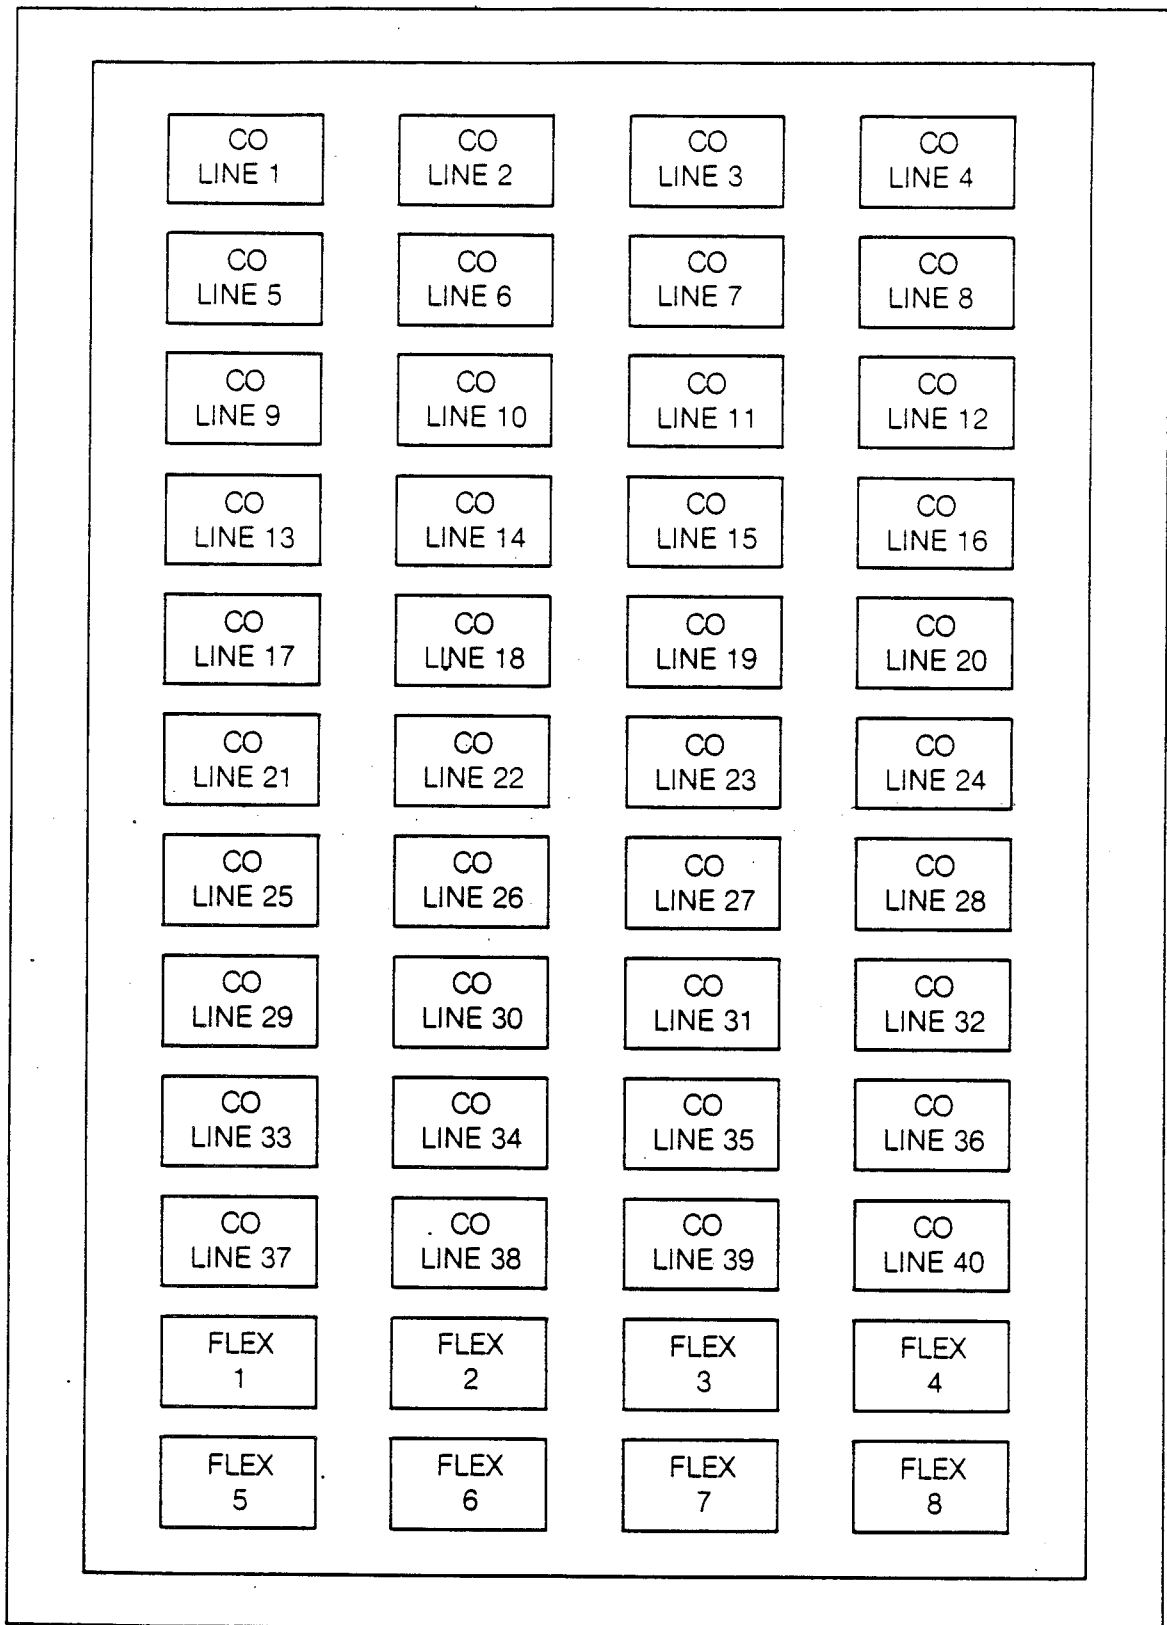 CO
LINE 1
CO
LINE 2
CO
LINE 3
CO
LINE 4
CO
LINE 5
CO
LINE 6
CO
LINE 7
CO
LINE 8
CO
LINE 9
CO
LINE 10
CO
LINE 11
CO
LINE 12
CO
LINE 13
CO
LINE 14
CO
LINE 15
CO
LINE 16
CO
LINE 17
CO
LINE 18
CO
LINE 19
CO
LINE 20
CO
LINE 21
CO
LINE 22
CO
LINE 23
CO
LINE 24
CO
LINE 25
CO
LINE 26
CO
LINE 27
CO
LINE 28
CO
LINE 29
CO
LINE 30
CO
LINE 31
CO
LINE 32
CO
LINE 33
CO
LINE 34
CO
LINE 35
CO
LINE 36
CO
LINE 37
CO
LINE 38
CO
LINE 39
CO
LINE 40
FLEX
1
FLEX
2
FLEX
3
FLEX
4
FLEX
5
FLEX
6
FLEX
7
FLEX
8